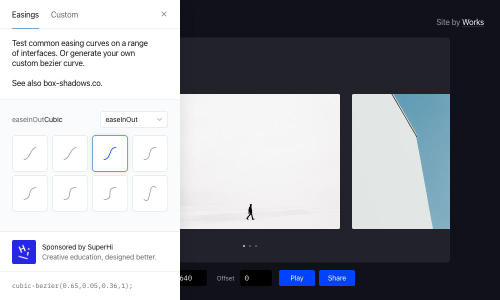 Easings Custom ×
Site by Works
Test common easing curves on a range
of interfaces. Or generate your own
custom bezier curve.
See also box-shadows.co.
easeInOutCubic easeInOut
Sponsored by SuperHi
Creative education, designed better.
640 Offset 0 Play Share
cubic-bezier(0.65,0.05,0.36,1);